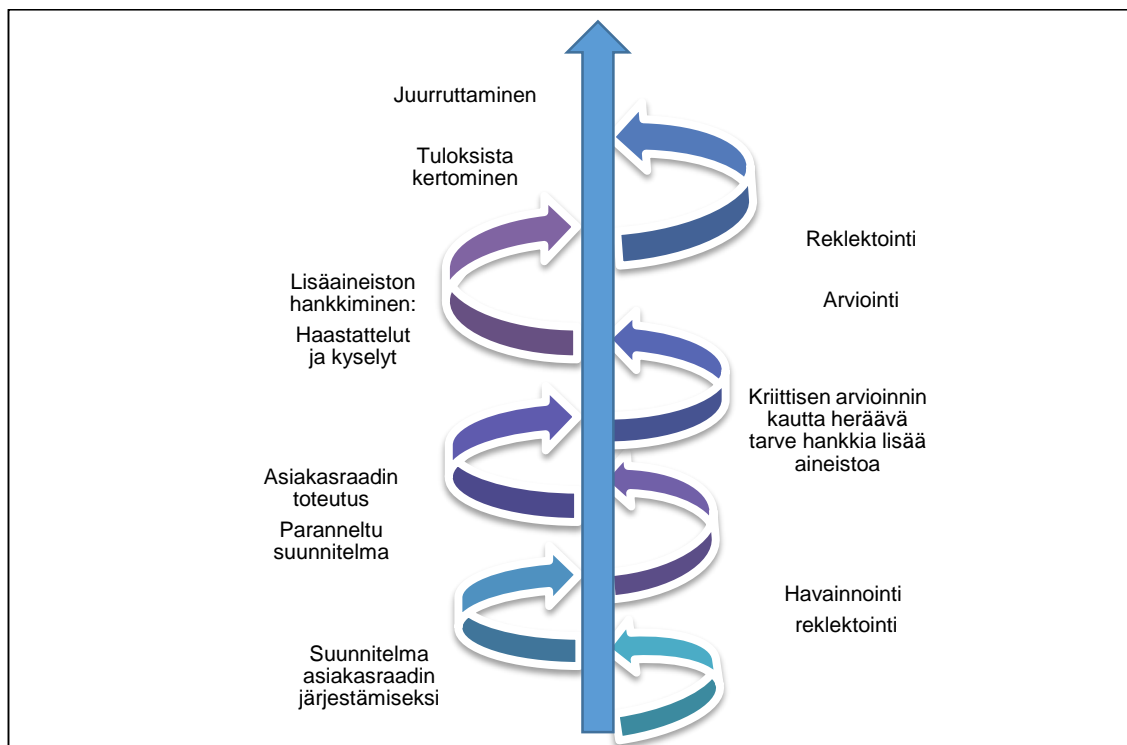 Juurruttaminen
Tuloksista
kertominen
Lisäaineiston
hankkiminen:
Haastattelut
ja kyselyt
Asiakasraadin
toteutus
Paranneltu
suunnitelma
Suunnitelma
asiakasraadin
järjestämiseksi
Reklektointi
Arviointi
Kriittisen arvioinnin
kautta heräävä
tarve hankkia lisää
aineistoa
Havainnointi
reklektointi